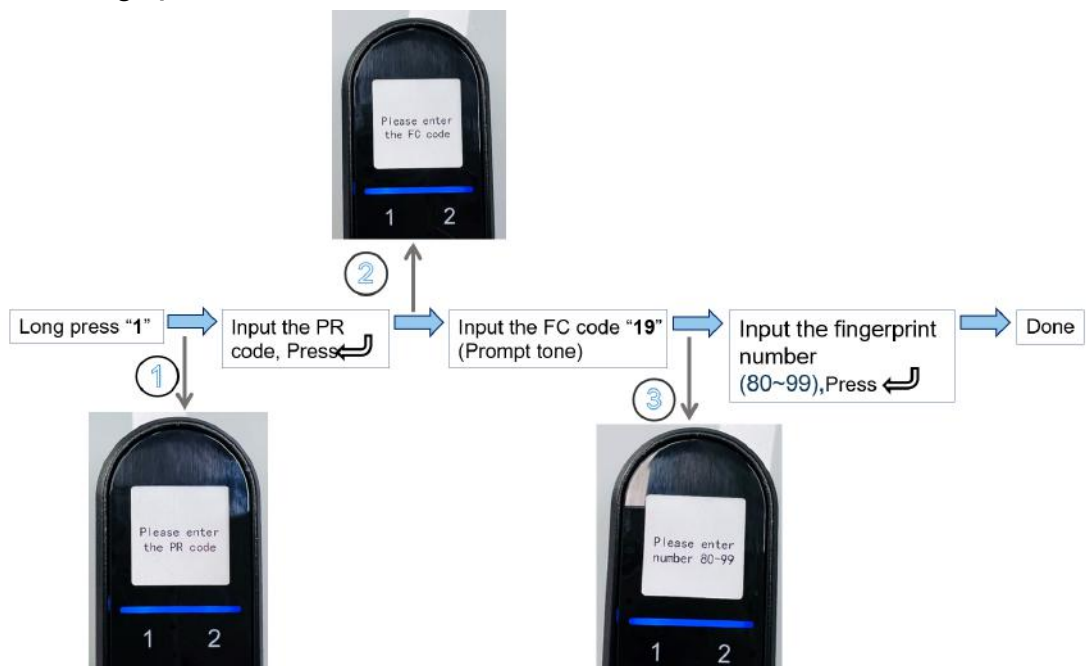 Please enter
the FC code
1 2
2
Long press “1”
Input the PR
code, Press
Input the FC code “19”
(Prompt tone)
Input the fingerprint
number
(80~99),Press
Done
1
3
Please enter
the PR code
1 2
Please enter
number 80-99
1 2